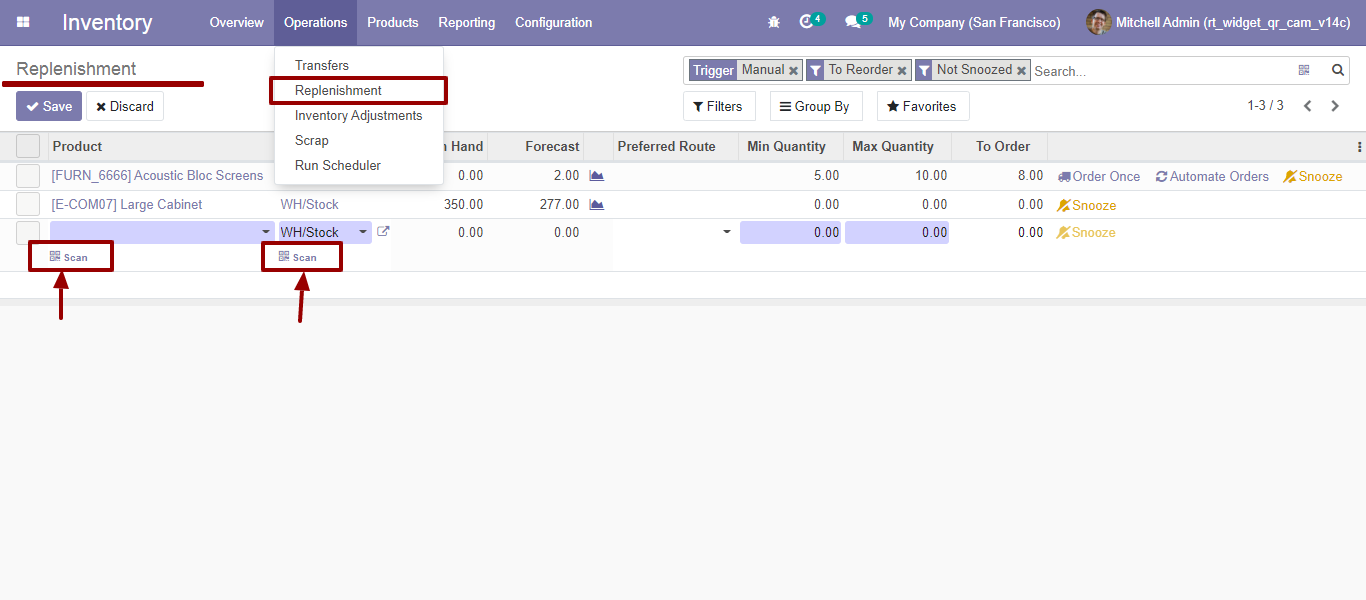 Inventory Overview Operations Products Reporting Configuration 4 5 My Company (San Francisco) Mitchell Admin (rt_widget_qr_cam_v14c)
Replenishment
Transfers
Replenishment
Inventory Adjustments
Scrap
Run Scheduler
Trigger Manual To Reorder Not Snoozed Search...
Save Discard Filters Group By Favorites 1-3 / 3
Product Hand Forecast Preferred Route Min Quantity Max Quantity To Order
[FURN_6666] Acoustic Bloc Screens 0.00 2.00 5.00 10.00 8.00 Order Once Automate Orders Snooze
[E-COM07] Large Cabinet WH/Stock 350.00 277.00 0.00 0.00 0.00 Snooze
WH/Stock 0.00 0.00 0.00 0.00 0.00 Snooze
Scan Scan